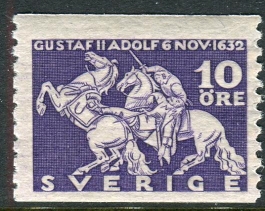 GUSTAF II ADOLF 6 NOV·1632
10
ÖRE
SVERIGE